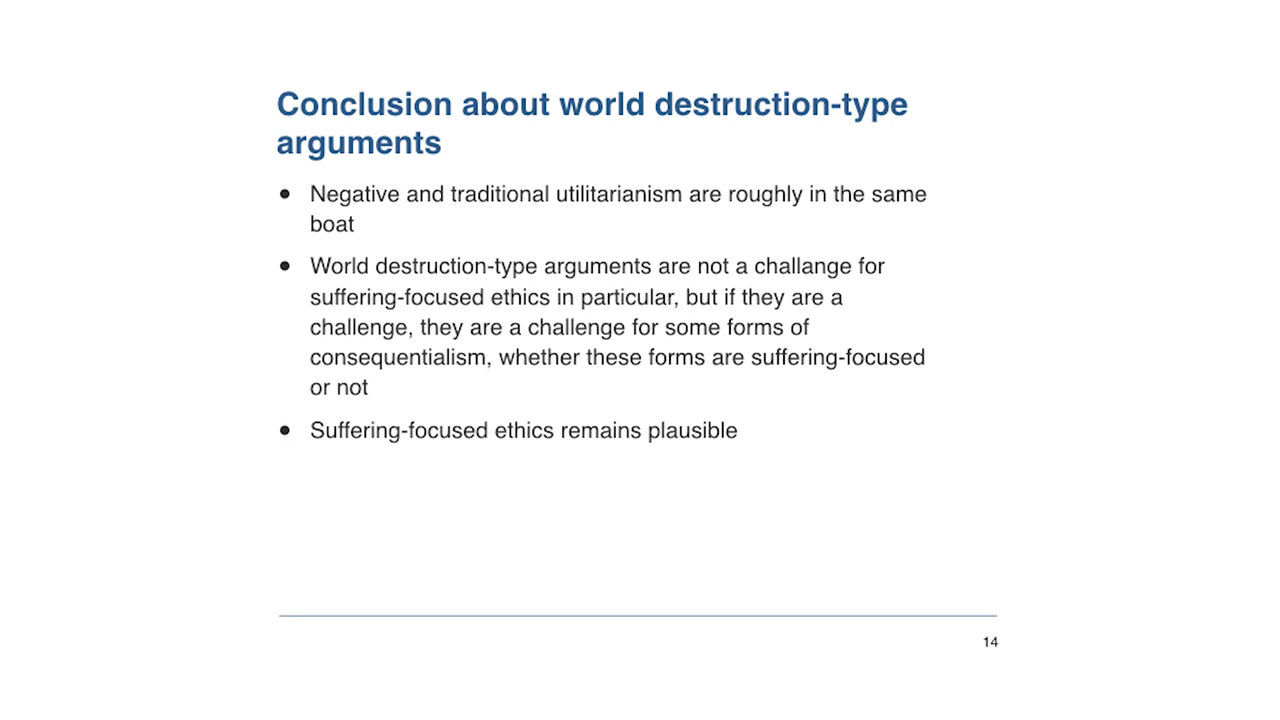 Conclusion about world destruction-type
arguments
● Negative and traditional utilitarianism are roughly in the same
boat
● World destruction-type arguments are not a challange for
suffering-focused ethics in particular, but if they are a
challenge, they are a challenge for some forms of
consequentialism, whether these forms are suffering-focused
or not
● Suffering-focused ethics remains plausible
14